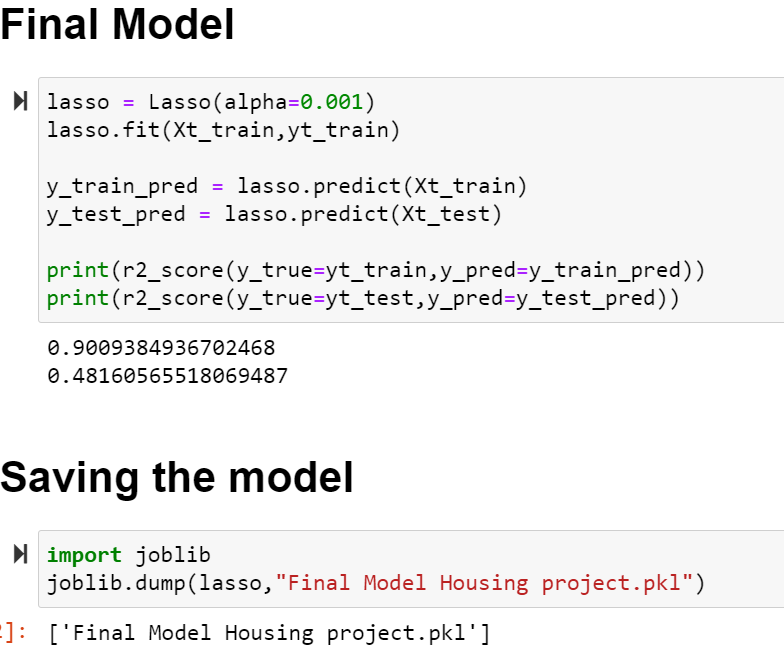 Final Model
lasso = Lasso(alpha=0.001)
lasso.fit(Xt_train,yt_train)
y_train_pred = lasso.predict(Xt_train)
y_test_pred = lasso.predict(Xt_test)
print(r2_score(y_true=yt_train,y_pred=y_train_pred))
print(r2_score(y_true=yt_test,y_pred=y_test_pred))
0.9009384936702468
0.48160565518069487
Saving the model
import joblib
joblib.dump(lasso,"Final Model Housing project.pkl")
]: ['Final Model Housing project.pkl']